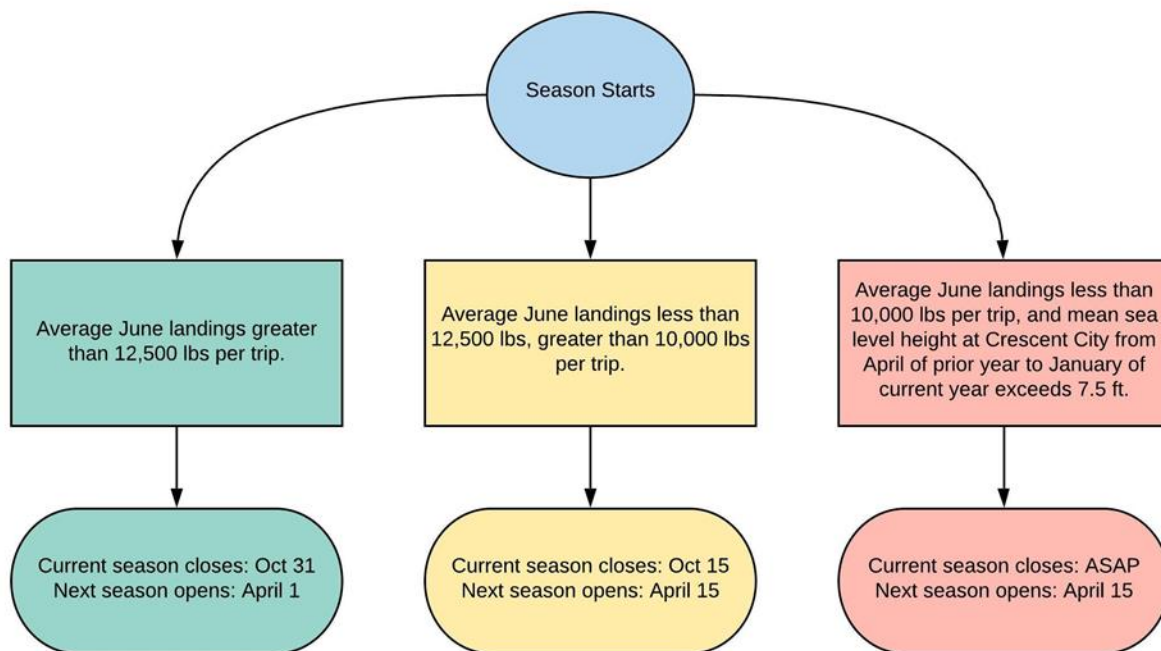 Season Starts
Average June landings greater
than 12,500 lbs per trip.
Average June landings less than
12,500 lbs, greater than 10,000 lbs
per trip.
Average June landings less than
10,000 lbs per trip, and mean sea
level height at Crescent City from
April of prior year to January of
current year exceeds 7.5 ft.
Current season closes: Oct 31
Next season opens: April 1
Current season closes: Oct 15
Next season opens: April 15
Current season closes: ASAP
Next season opens: April 15